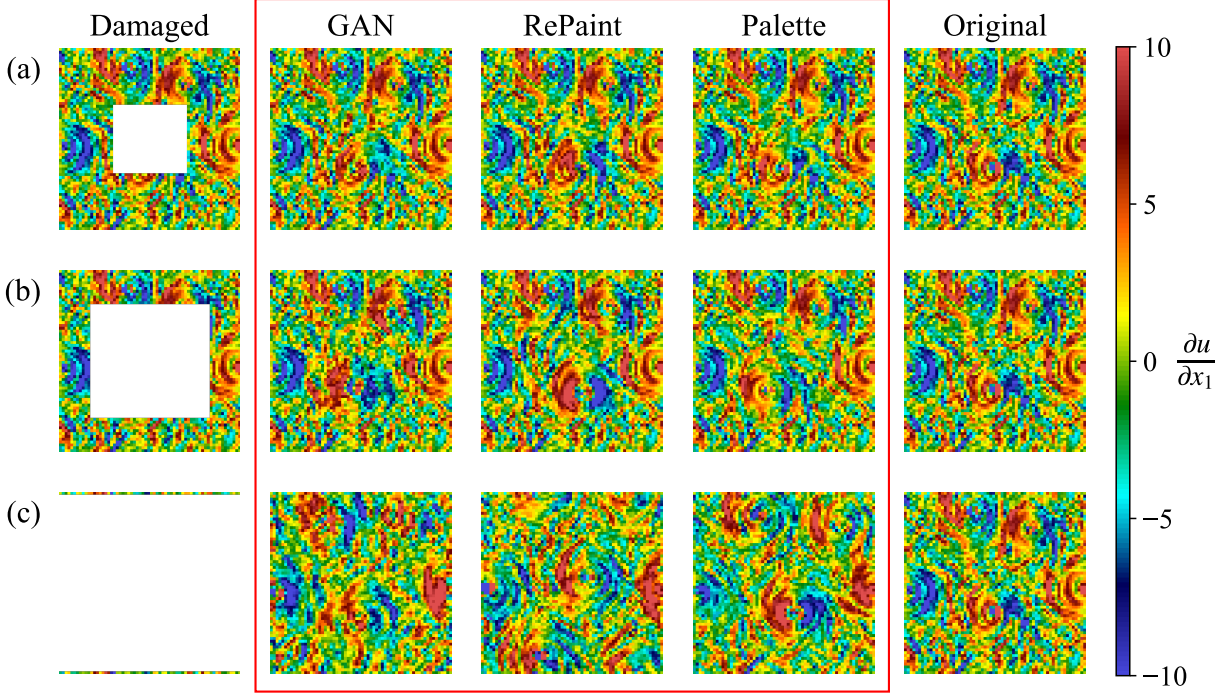 Damaged GAN RePaint Palette Original
(a)
(b)
(c)
10
5
0
−5
−10
∂u
∂x₁